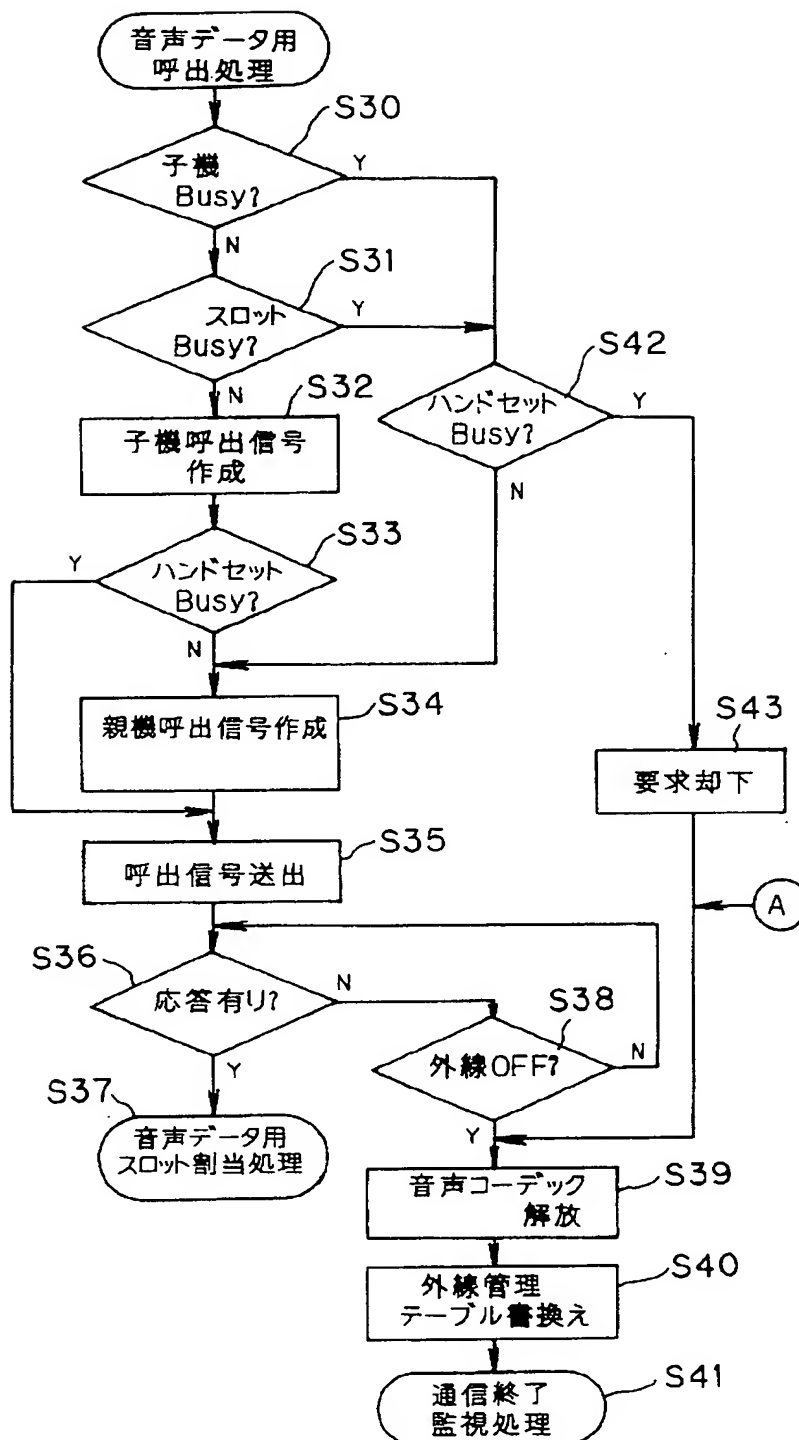 音声データ用
呼出処理
S30
子機
Busy?
Y
N
S31
スロット
Busy?
Y
N
S32
子機呼出信号
作成
S42
ハンドセット
Busy?
Y
N
S33
ハンドセット
Busy?
Y
N
S34
親機呼出信号作成
S43
要求却下
S35
呼出信号送出
A
S36
応答有り?
N
Y
S38
外線OFF?
N
Y
S37
音声データ用
スロット割当処理
S39
音声コーデック
解放
S40
外線管理
テーブル書換え
S41
通信終了
監視処理